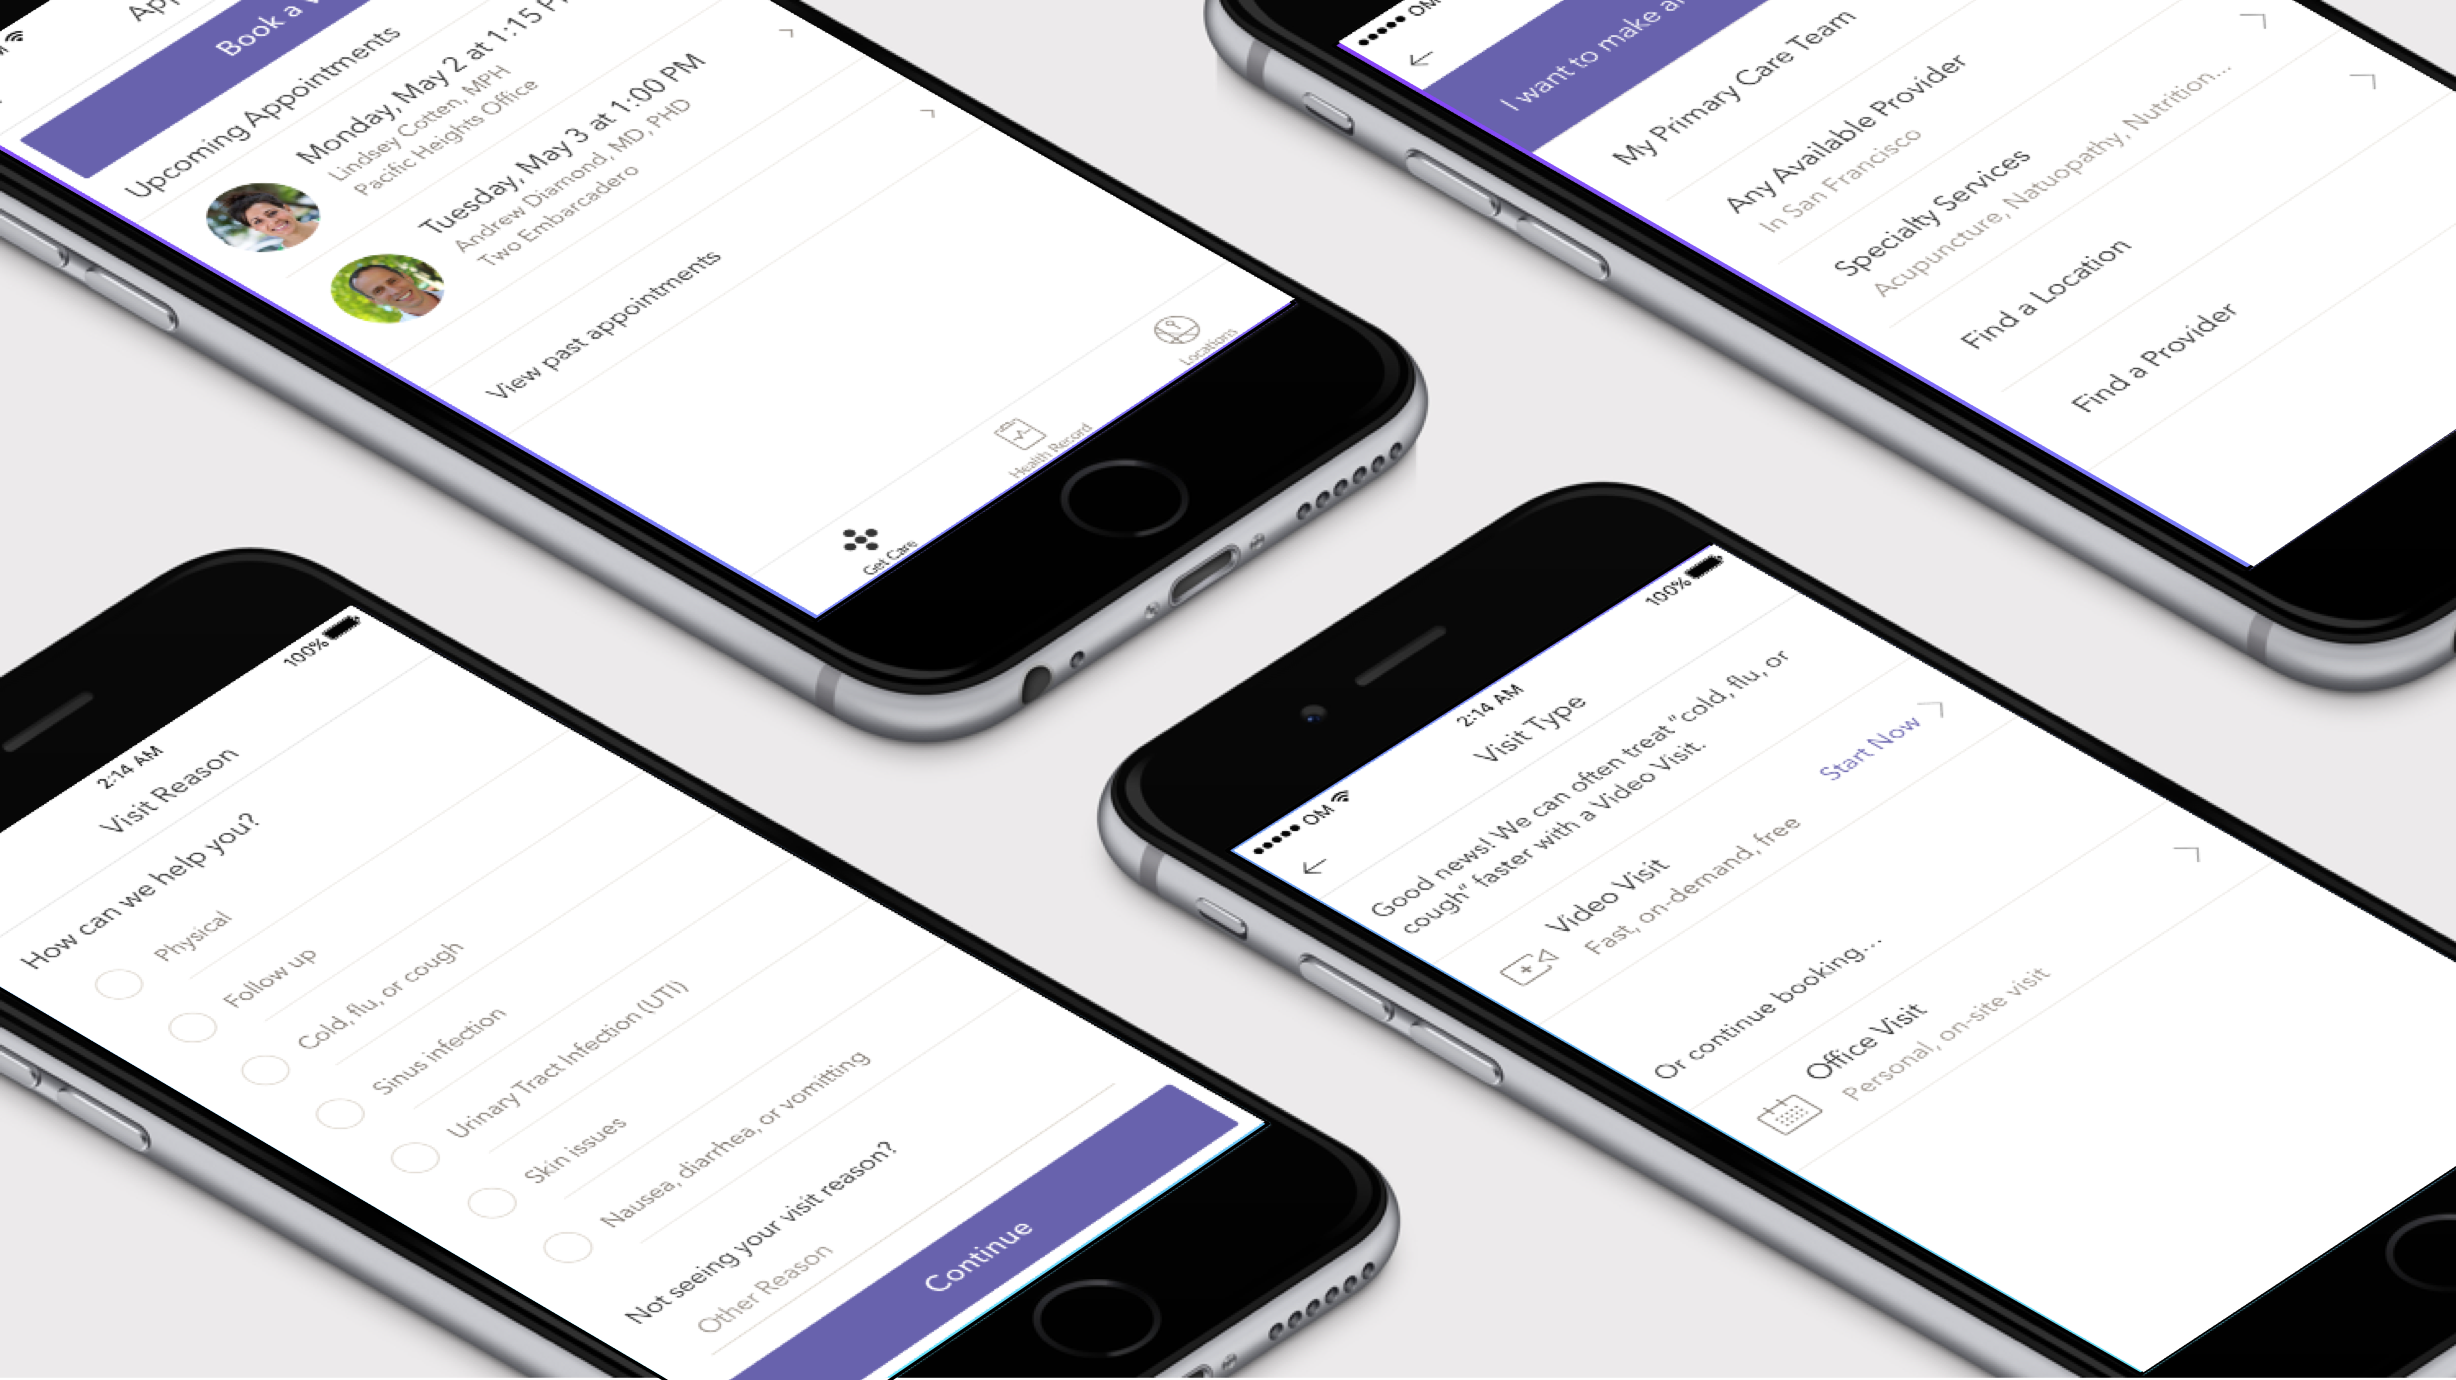 Book a
Upcoming Appointments
Monday, May 2 at 1:15
Lindsey Cotten, MPH
Pacific Heights Office
Tuesday, May 3 at 1:00 PM
Andrew Diamond, MD, PHD
Two Embarcadero
View past appointments
Get Care
Health Record
Locations
OM
I want to make
My Primary Care Team
Any Available Provider
In San Francisco
Specialty Services
Acupuncture, Natuopathy, Nutrition...
Find a Location
Find a Provider
2:14 AM
100%
Visit Reason
How can we help you?
Physical
Follow up
Cold, flu, or cough
Sinus infection
Urinary Tract Infection (UTI)
Skin issues
Nausea, diarrhea, or vomitting
Not seeing your visit reason?
Other Reason
Continue
OM
2:14 AM
100%
Visit Type
Good news! We can often treat "cold, flu, or
cough" faster with a Video Visit.
Video Visit
Start Now
Fast, on-demand, free
Or continue booking...
Office Visit
Personal, on-site visit